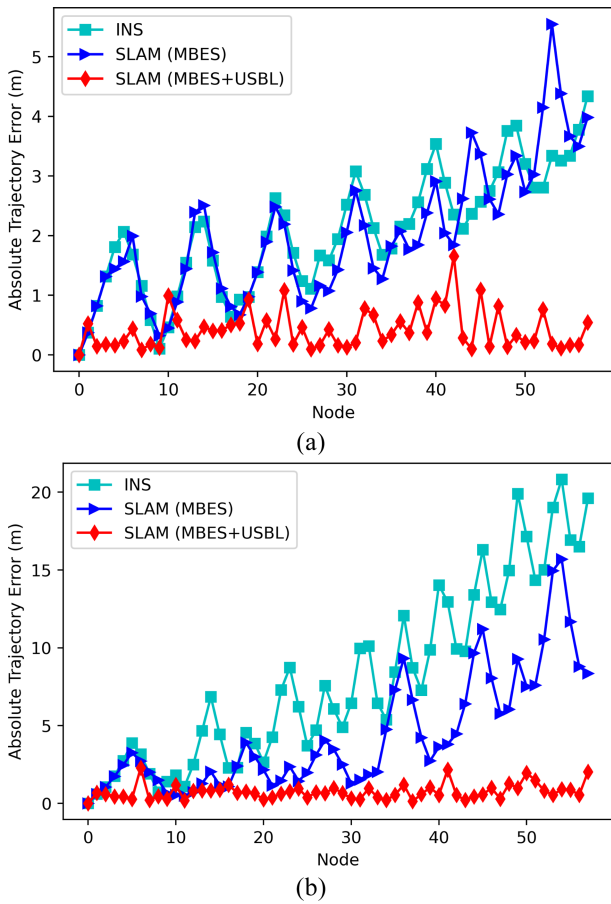 INS
SLAM (MBES)
SLAM (MBES+USBL)
Absolute Trajectory Error (m)
5
4
3
2
1
0
0 10 20 30 40 50
Node
(a)
INS
SLAM (MBES)
SLAM (MBES+USBL)
Absolute Trajectory Error (m)
20
15
10
5
0
0 10 20 30 40 50
Node
(b)